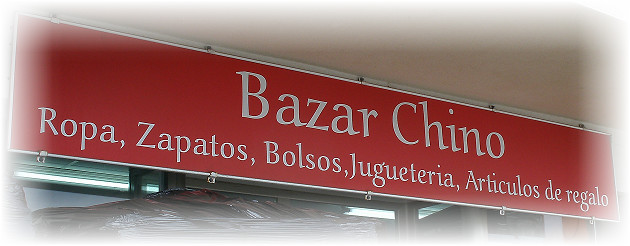 Bazar Chino
Ropa, Zapatos, Bolsos,Jugueteria, Articulos de regalo